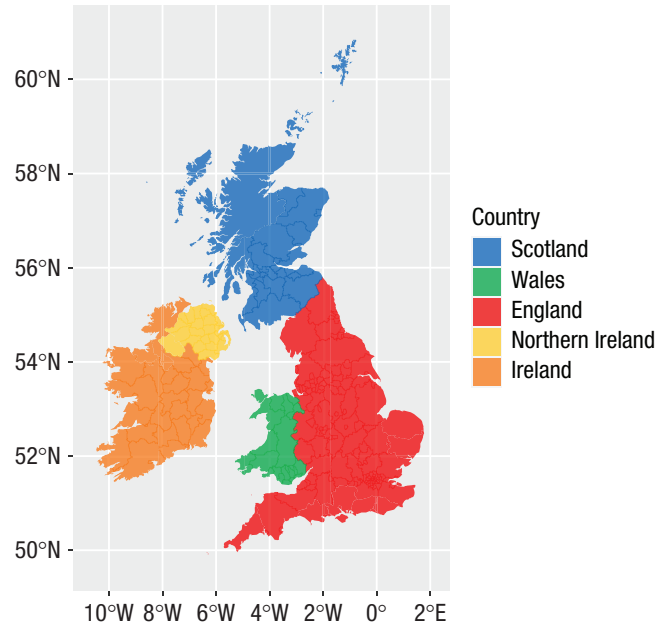 60°N
58°N
56°N
54°N
52°N
50°N
10°W 8°W 6°W 4°W 2°W 0° 2°E
Country
Scotland
Wales
England
Northern Ireland
Ireland